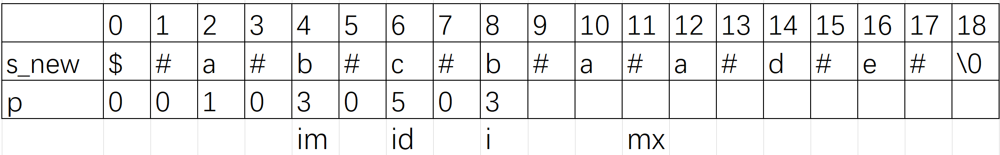 0 1 2 3 4 5 6 7 8 9 10 11 12 13 14 15 16 17 18
s_new $ # a # b # c # b # a # a # d # e # \0
p 0 0 1 0 3 0 5 0 3
im id i mx